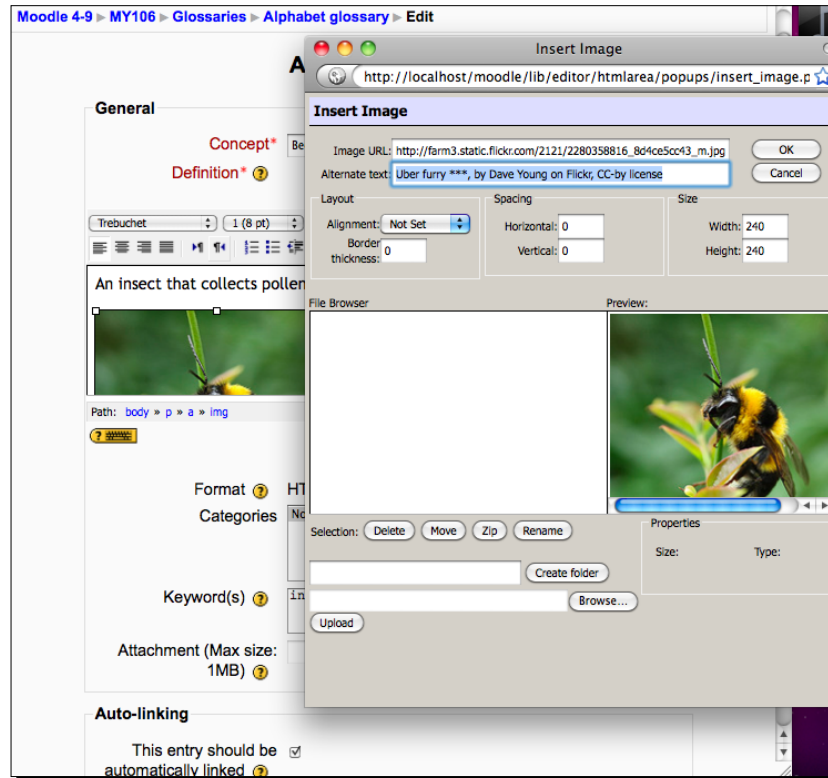 Moodle 4-9 ► MY106 ► Glossaries ► Alphabet glossary ► Edit
A
Insert Image
http://localhost/moodle/lib/editor/htmlarea/popups/insert_image.p
General
Concept*
Be
Definition*
Trebuchet
1 (8 pt)
An insect that collects pollen
Path: body » p » a » img
Format
HT
Categories
No
Keyword(s)
in
Attachment (Max size:
1MB)
Auto-linking
This entry should be
automatically linked
Insert Image
Image URL: http://farm3.static.flickr.com/2121/2280358816_8d4ce5cc43_m.jpg
OK
Alternate text: Uber furry ***, by Dave Young on Flickr, CC-by license
Cancel
Layout
Spacing
Size
Alignment: Not Set
Horizontal: 0
Width: 240
Border
thickness: 0
Vertical: 0
Height: 240
File Browser
Preview:
Selection: Delete Move Zip Rename
Properties
Size:
Type:
Create folder
Browse...
Upload